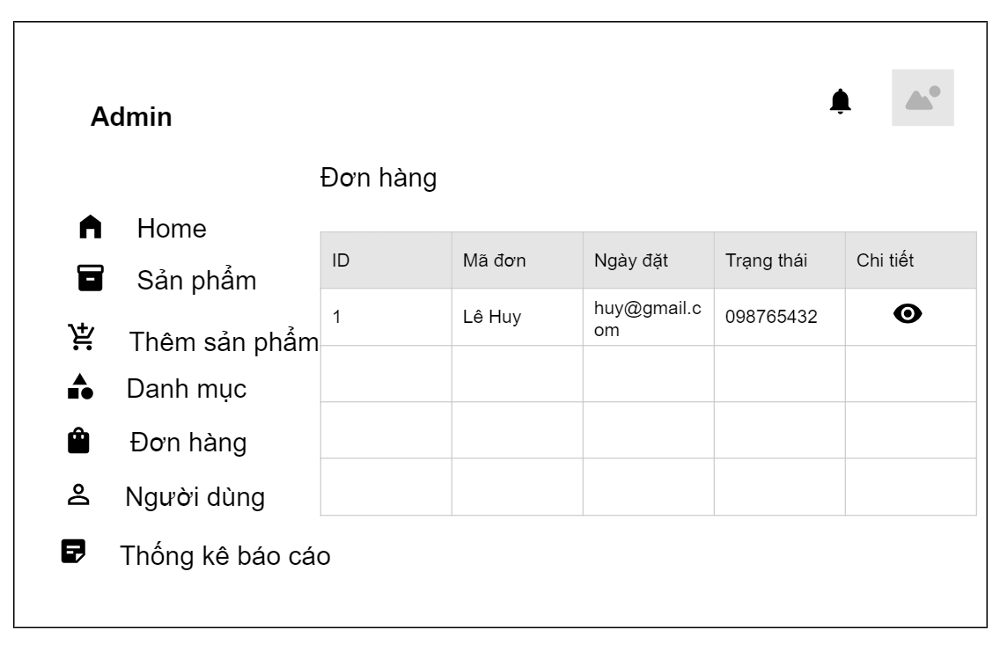 Admin
Đơn hàng
Home
Sản phẩm
Thêm sản phẩm
Danh mục
Đơn hàng
Người dùng
Thống kê báo cáo
ID Mã đơn Ngày đặt Trạng thái Chi tiết
1 Lê Huy huy@gmail.c 098765432
om